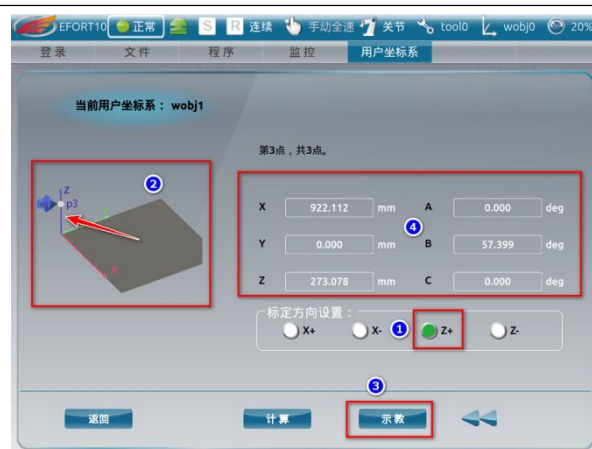 EFORT10 正常 S R 连续 手动全速 关节 tool0 wobj0 20%
登录 文件 程序 监控 用户坐标系
当前用户坐标系： wobj1
第3点，共3点。
2
Z
p3
X
X 922.112 mm A 0.000 deg
4
Y 0.000 mm B 57.399 deg
Z 273.078 mm C 0.000 deg
标定方向设置：
X+ X- 1 Z+ Z-
3
返回 计算 示教